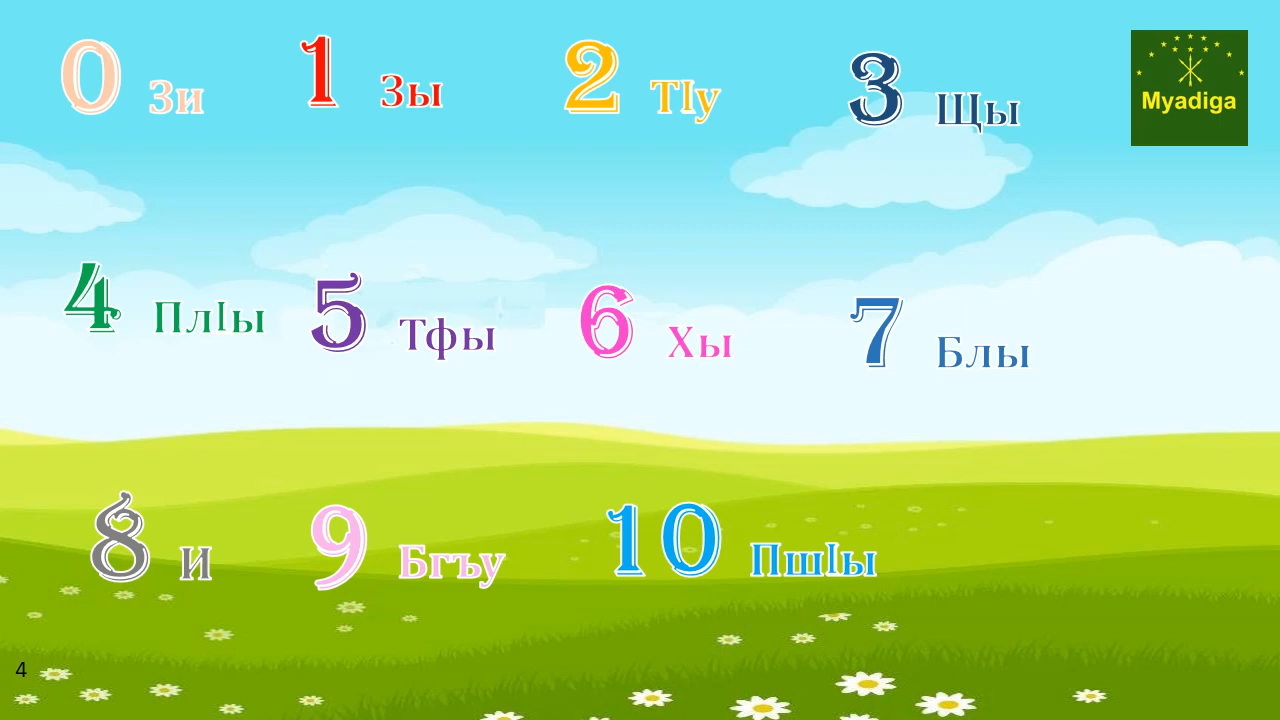 0 Зи 1 Зы 2 ТӀу 3 Щы
Myadiga
4 ПлӀы 5 Тфы 6 Хы 7 Блы
8 И 9 Бгъу 10 ПшӀы
4